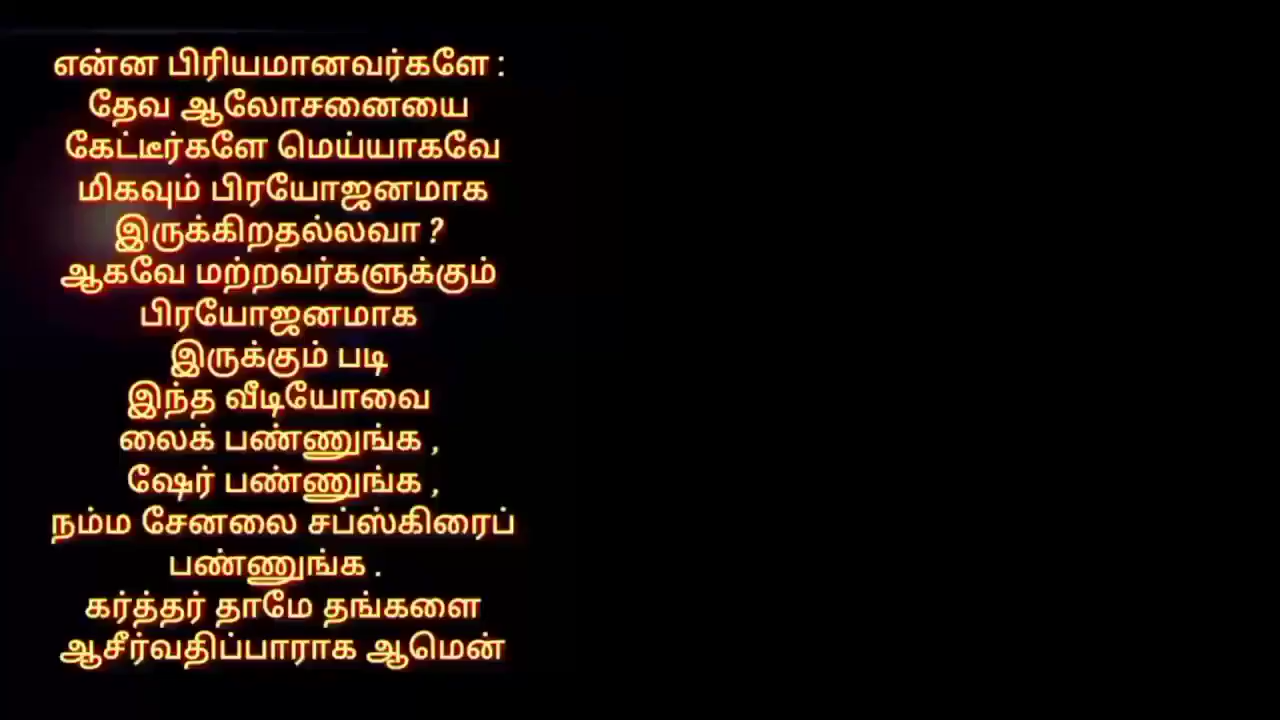 என்ன பிரியமானவர்களே :
தேவ ஆலோசனையை
கேட்டீர்களே மெய்யாகவே
மிகவும் பிரயோஜனமாக
இருக்கிறதல்லவா ?
ஆகவே மற்றவர்களுக்கும்
பிரயோஜனமாக
இருக்கும் படி
இந்த வீடியோவை
லைக் பண்ணுங்க ,
ஷேர் பண்ணுங்க ,
நம்ம சேனலை சப்ஸ்கிரைப்
பண்ணுங்க .
கர்த்தர் தாமே தங்களை
ஆசீர்வதிப்பாராக ஆமென்